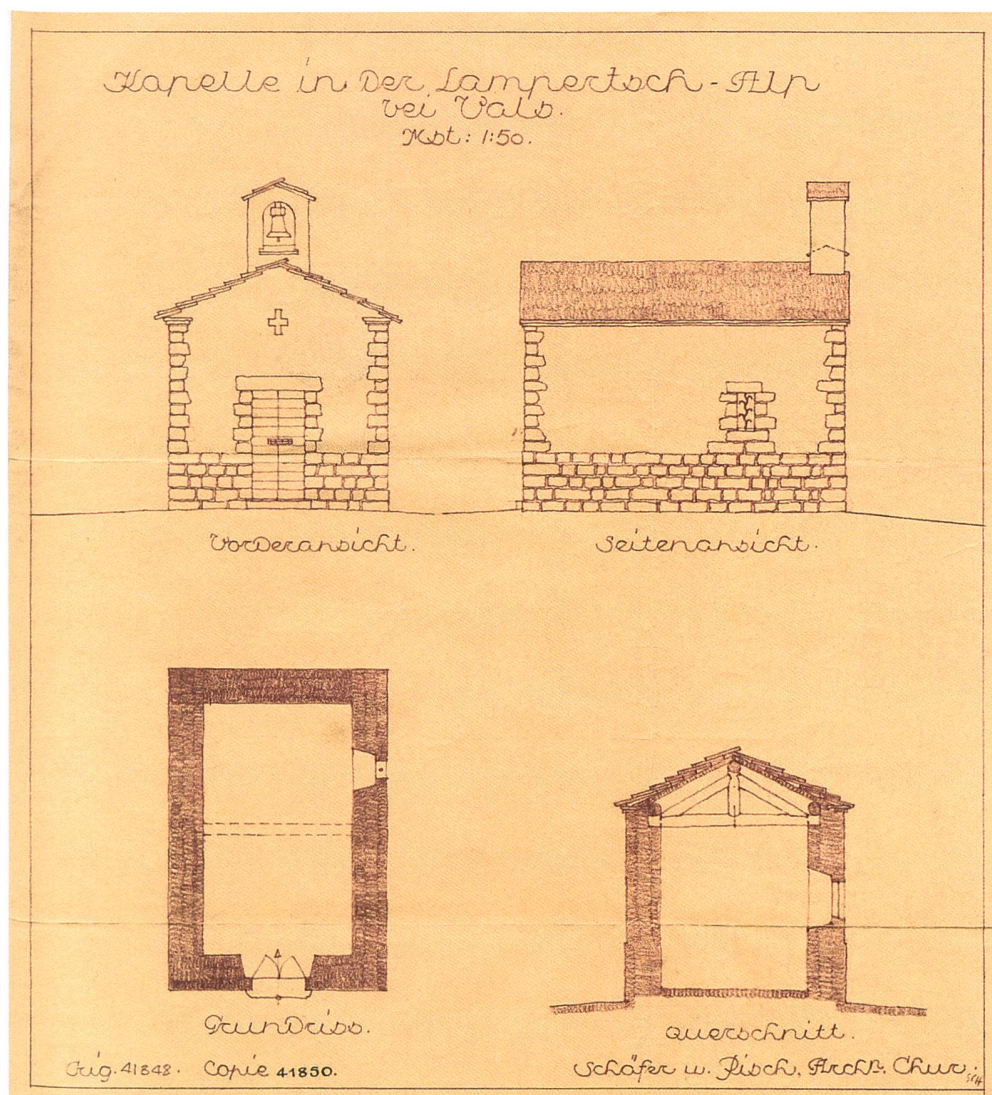 Kapelle in der Lampertsch-Alp
bei Vals.
Mst: 1:50.
Vorderansicht.
Seitenansicht.
Grundriss.
Querschnitt.
Orig. 41848. Copie 41850.
Schäfer u. Risch, Archt. Chur.